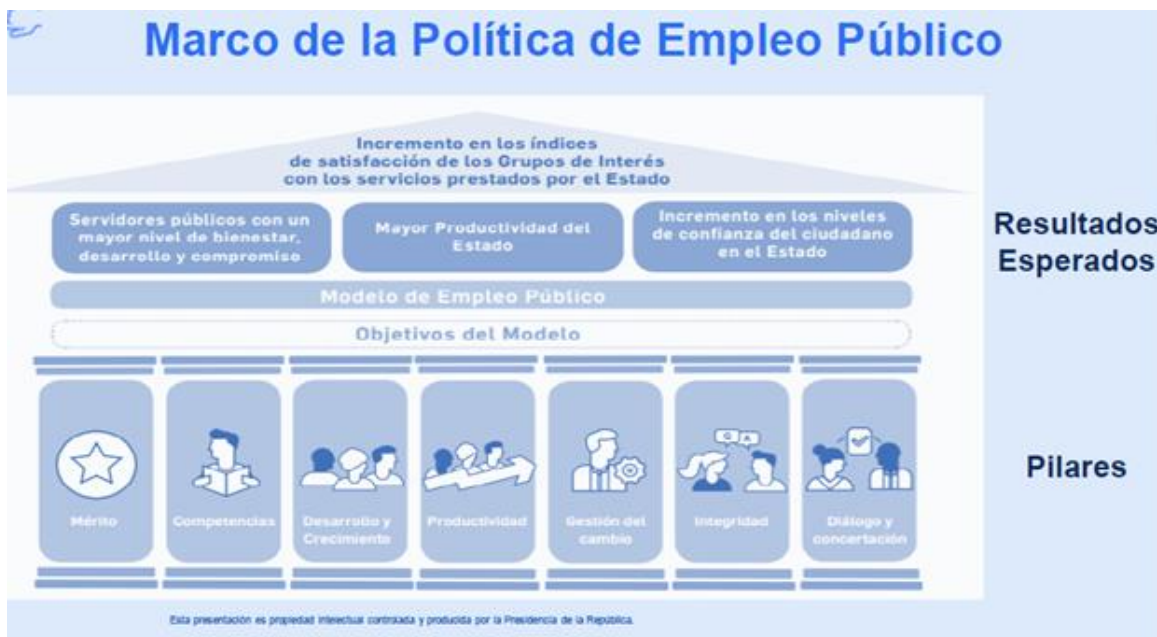 Marco de la Política de Empleo Público
Incremento en los índices
de satisfacción de los Grupos de Interés
con los servicios prestados por el Estado
Servidores públicos con un
mayor nivel de bienestar,
desarrollo y compromiso
Mayor Productividad del
Estado
Incremento en los niveles
de confianza del ciudadano
en el Estado
Resultados
Esperados
Modelo de Empleo Público
Objetivos del Modelo
Mérito
Competencias
Desarrollo y
Crecimiento
Productividad
Gestión del
cambio
Q A
Integridad
Diálogo y
concertación
Pilares
Esta presentación es propiedad intelectual controlada y producida por la Presidencia de la República.